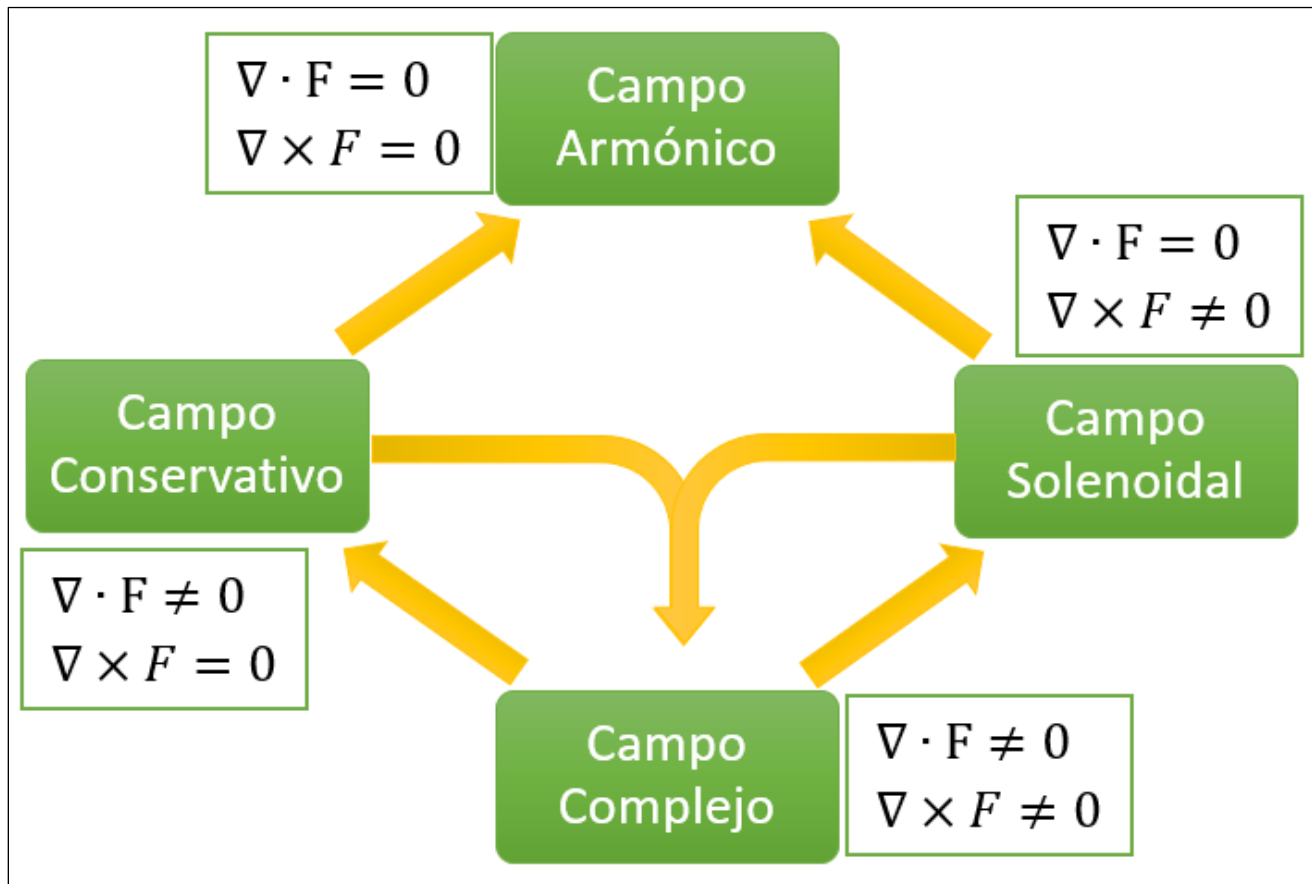 ∇ · F = 0
∇ × F = 0
Campo
Armónico
∇ · F = 0
∇ × F ≠ 0
Campo
Conservativo
Campo
Solenoidal
∇ · F ≠ 0
∇ × F = 0
Campo
Complejo
∇ · F ≠ 0
∇ × F ≠ 0